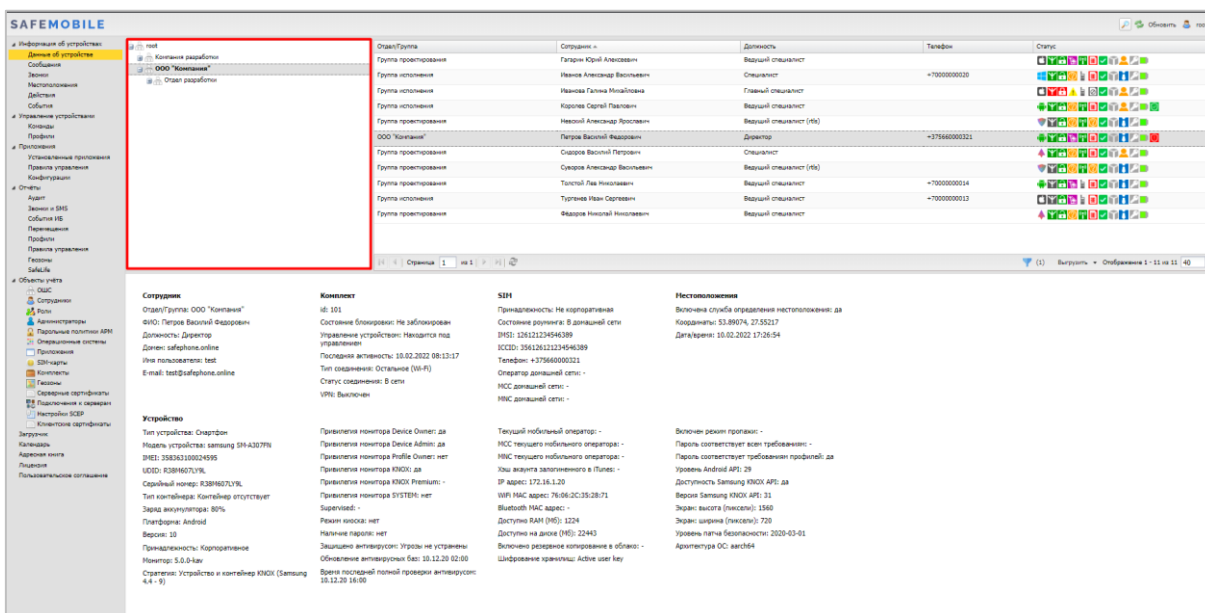 SAFEMOBILE
Обновить
Информация об устройствах
Данные об устройстве
Сообщения
Звонки
Местоположения
Действия
События
Управление устройствами
Команды
Профили
Приложения
Установленные приложения
Правила управления
Конфигурации
Отчёты
Аудит
Звонки и SMS
События ИБ
Перемещения
Профили
Правила управления
Геозоны
SafeLife
Объекты учёта
ОШС
Сотрудники
Роли
Администраторы
Парольные политики АРМ
Операционные системы
Приложения
SIM-карты
Комплекты
Геозоны
Серверные сертификаты
Подключения к серверам
Настройки SCEP
Клиентские сертификаты
Загрузчик
Календарь
Адресная книга
Лицензия
Пользовательское соглашение
root
Компания разработки
ООО "Компания"
Отдел разработки
Отдел/Группа Сотрудник Должность Телефон Статус
Группа проектирования Гагарин Юрий Алексеевич Ведущий специалист
Группа исполнения Иванов Александр Васильевич Специалист +70000000020
Группа исполнения Иванова Галина Михайловна Главный специалист
Группа исполнения Королев Сергей Павлович Ведущий специалист
Группа проектирования Невский Александр Ярославич Ведущий специалист (rtls)
ООО "Компания" Петров Василий Федорович Директор +375660000321
Группа проектирования Сидоров Василий Петрович Специалист
Группа проектирования Суворов Александр Васильевич Ведущий специалист (rtls)
Группа проектирования Толстой Лев Николаевич Ведущий специалист +70000000014
Группа исполнения Тургенев Иван Сергеевич Ведущий специалист +70000000013
Группа проектирования Фёдоров Николай Николаевич Ведущий специалист
Страница 1 из 1 (1) Выгрузить Отображение 1 - 11 из 11 40
Сотрудник
Отдел/Группа: ООО "Компания"
ФИО: Петров Василий Федорович
Должность: Директор
Домен: safephone.online
Имя пользователя: test
E-mail: test@safephone.online
Комплект
id: 101
Состояние блокировки: Не заблокирован
Управление устройством: Находится под
управлением
Последняя активность: 10.02.2022 08:13:17
Тип соединения: Остальное (Wi-Fi)
Статус соединения: В сети
VPN: Выключен
SIM
Принадлежность: Не корпоративная
Состояние роуминга: В домашней сети
IMSI: 126121234546389
ICCID: 356126121234546389
Телефон: +375660000321
Оператор домашней сети: -
MCC домашней сети: -
MNC домашней сети: -
Местоположения
Включена служба определения местоположения: да
Координаты: 53.89074, 27.55217
Дата/время: 10.02.2022 17:26:54
Устройство
Тип устройства: Смартфон
Модель устройства: samsung SM-A307FN
IMEI: 358363100024595
UDID: R38M607LY9L
Серийный номер: R38M607LY9L
Тип контейнера: Контейнер отсутствует
Заряд аккумулятора: 80%
Платформа: Android
Версия: 10
Принадлежность: Корпоративное
Монитор: 5.0.0-kav
Стратегия: Устройство и контейнер KNOX (Samsung
4.4 - 9)
Привилегия монитора Device Owner: да
Привилегия монитора Device Admin: да
Привилегия монитора Profile Owner: нет
Привилегия монитора KNOX: да
Привилегия монитора KNOX Premium: -
Привилегия монитора SYSTEM: нет
Supervised: -
Режим киоска: нет
Наличие пароля: нет
Защищено антивирусом: Угрозы не устранены
Обновление антивирусных баз: 10.12.20 02:00
Время последней полной проверки антивирусом:
10.12.20 16:00
Текущий мобильный оператор: -
MCC текущего мобильного оператора: -
MNC текущего мобильного оператора: -
Хэш акаунта залогиненного в iTunes: -
IP адрес: 172.16.1.20
WiFi MAC адрес: 76:06:2C:35:28:71
Bluetooth MAC адрес: -
Доступно RAM (Мб): 1224
Доступно на диске (Мб): 22443
Включено резервное копирование в облако: -
Шифрование хранилищ: Active user key
Включен режим пропажи: -
Пароль соответствует всем требованиям: -
Пароль соответствует требованиям профилей: да
Уровень Android API: 29
Доступность Samsung KNOX API: да
Версия Samsung KNOX API: 31
Экран: высота (пиксели): 1560
Экран: ширина (пиксели): 720
Уровень патча безопасности: 2020-03-01
Архитектура ОС: aarch64